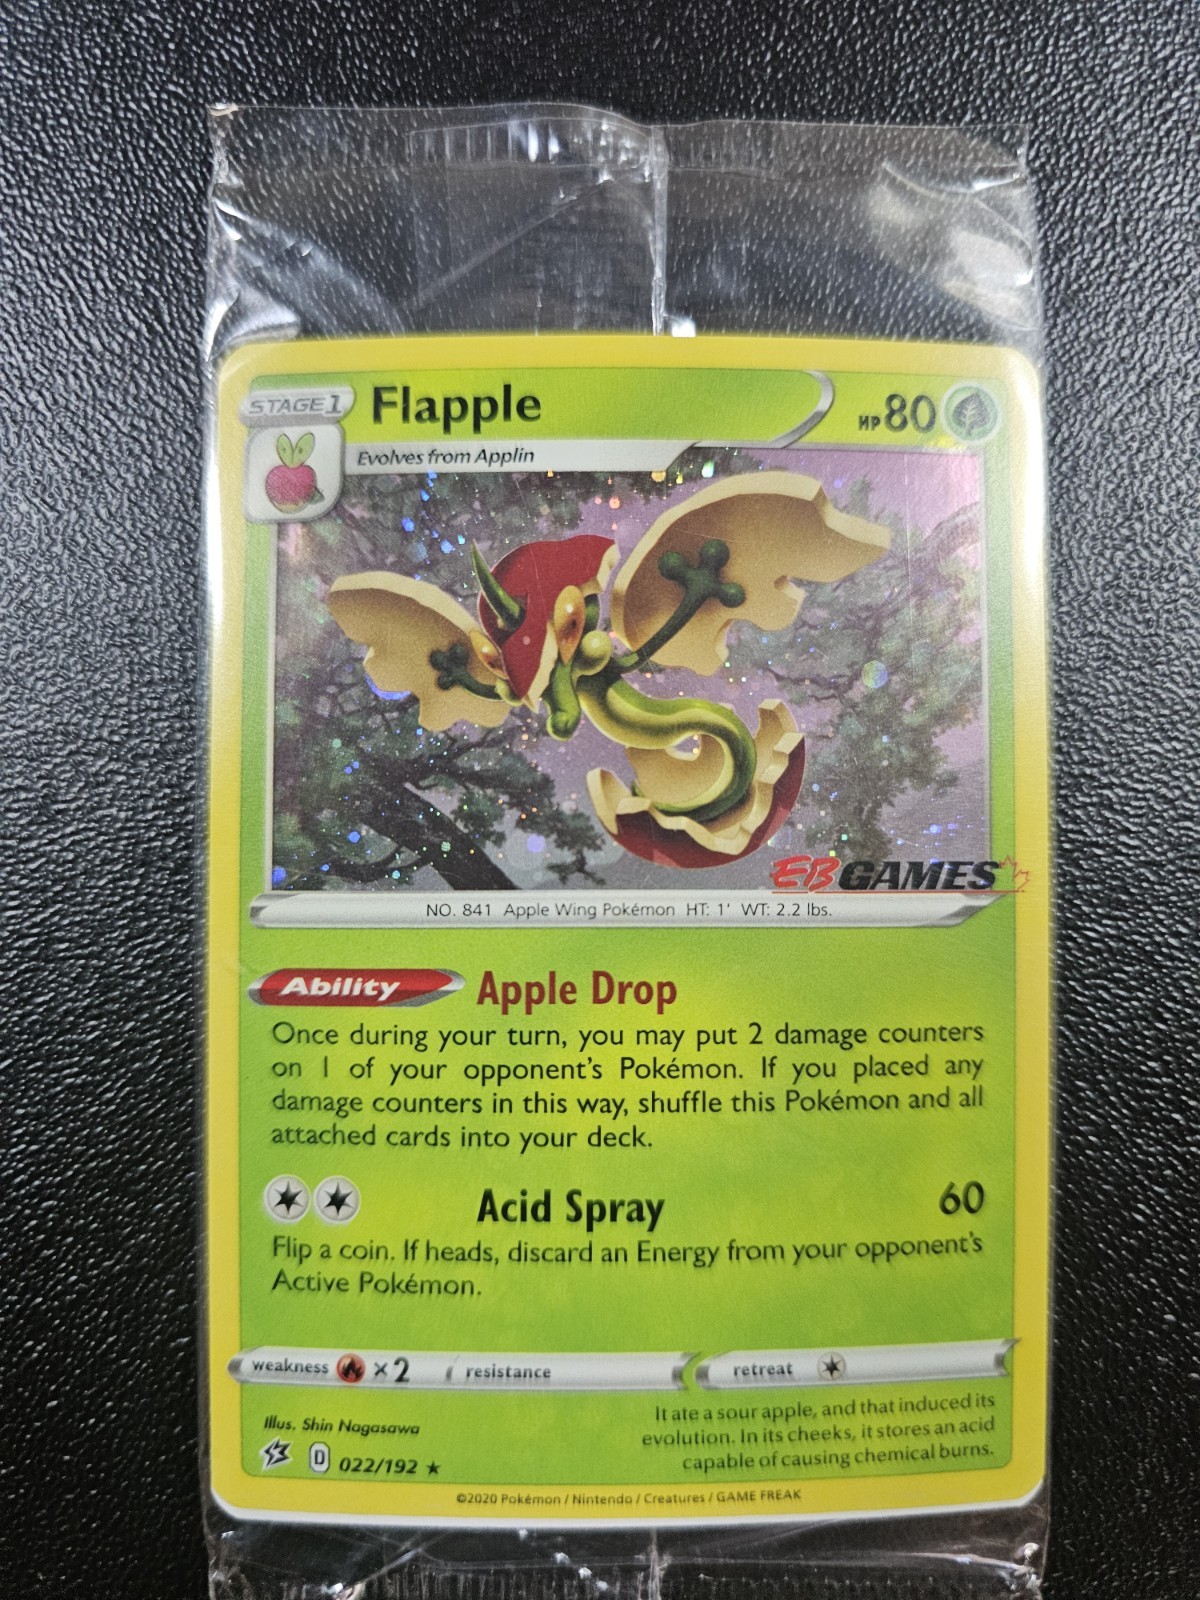 STAGE 1
Flapple
HP 80
Evolves from Applin
EB GAMES
NO. 841 Apple Wing Pokémon HT: 1' WT: 2.2 lbs.
Ability
Apple Drop
Once during your turn, you may put 2 damage counters
on 1 of your opponent's Pokémon. If you placed any
damage counters in this way, shuffle this Pokémon and all
attached cards into your deck.
Acid Spray 60
Flip a coin. If heads, discard an Energy from your opponent's
Active Pokémon.
weakness ×2 resistance retreat
Illus. Shin Nagasawa
D 022/192 ★
It ate a sour apple, and that induced its
evolution. In its cheeks, it stores an acid
capable of causing chemical burns.
©2020 Pokémon / Nintendo / Creatures / GAME FREAK